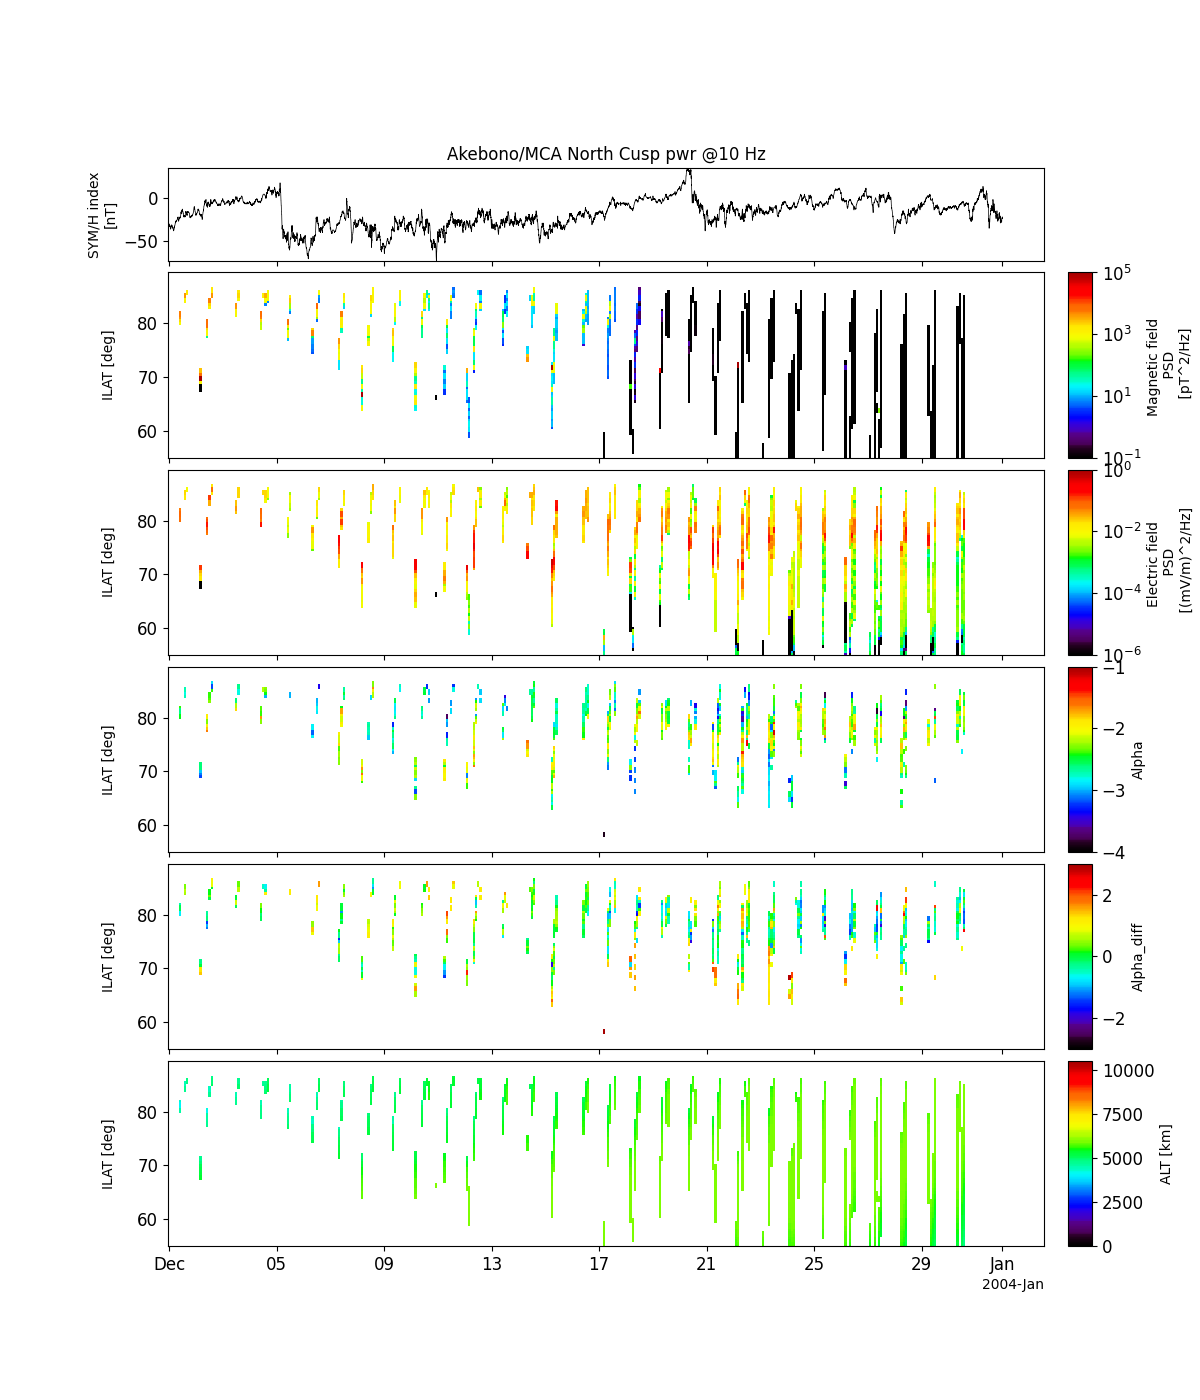 Akebono/MCA North Cusp pwr @10 Hz
SYM/H index
[nT]
0
−50
ILAT [deg]
80
70
60
10^5
10^3
10^1
10^−1
Magnetic field
PSD
[pT^2/Hz]
ILAT [deg]
80
70
60
10^0
10^−2
10^−4
10^−6
Electric field
PSD
[(mV/m)^2/Hz]
ILAT [deg]
80
70
60
−1
−2
−3
−4
Alpha
ILAT [deg]
80
70
60
2
0
−2
Alpha_diff
ILAT [deg]
80
70
60
10000
7500
5000
2500
0
ALT [km]
Dec 05 09 13 17 21 25 29 Jan
2004-Jan